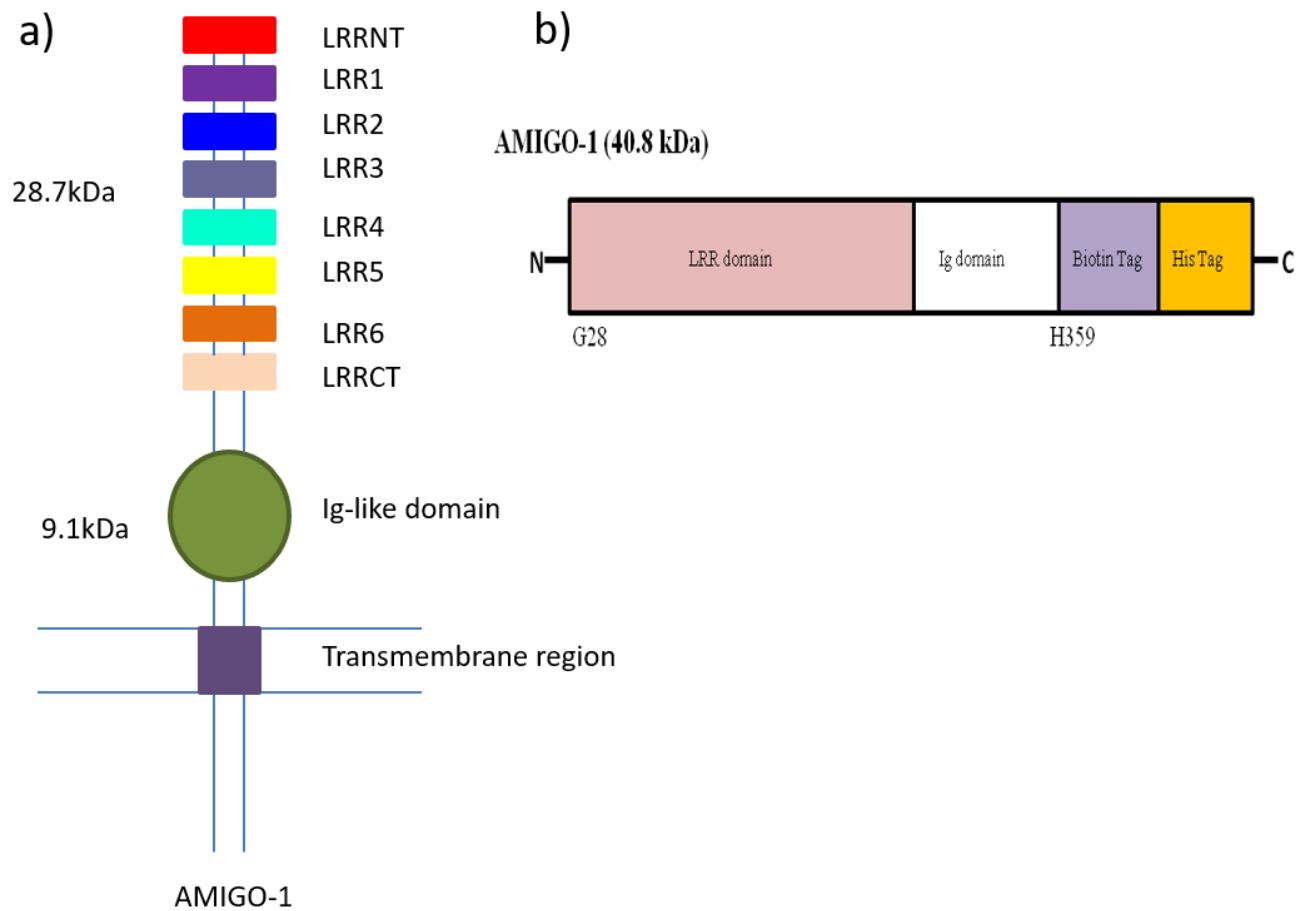 a)
LRRNT
LRR1
LRR2
LRR3
28.7kDa
LRR4
LRR5
LRR6
LRRCT
Ig-like domain
9.1kDa
Transmembrane region
AMIGO-1
b)
AMIGO-1 (40.8 kDa)
N
LRR domain
Ig domain
Biotin Tag
His Tag
C
G28
H359